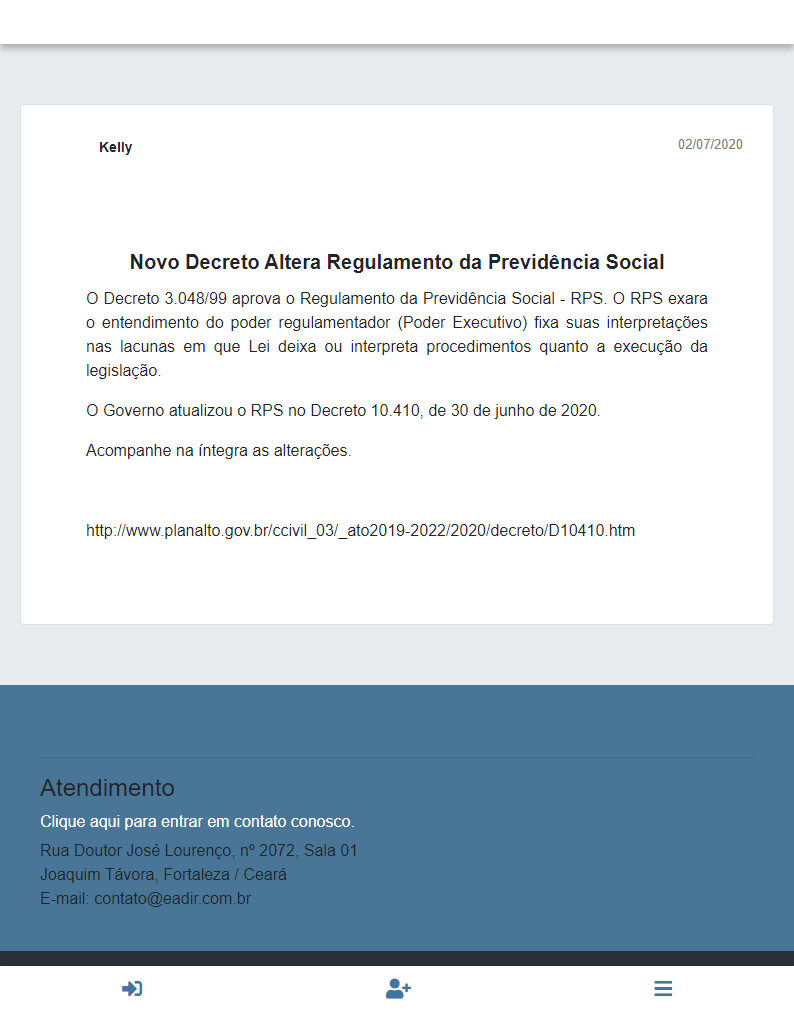 Kelly
02/07/2020
Novo Decreto Altera Regulamento da Previdência Social
O Decreto 3.048/99 aprova o Regulamento da Previdência Social - RPS. O RPS exara
o entendimento do poder regulamentador (Poder Executivo) fixa suas interpretações
nas lacunas em que Lei deixa ou interpreta procedimentos quanto a execução da
legislação.
O Governo atualizou o RPS no Decreto 10.410, de 30 de junho de 2020.
Acompanhe na íntegra as alterações.
http://www.planalto.gov.br/ccivil_03/_ato2019-2022/2020/decreto/D10410.htm
Atendimento
Clique aqui para entrar em contato conosco.
Rua Doutor José Lourenço, nº 2072, Sala 01
Joaquim Távora, Fortaleza / Ceará
E-mail: contato@eadir.com.br